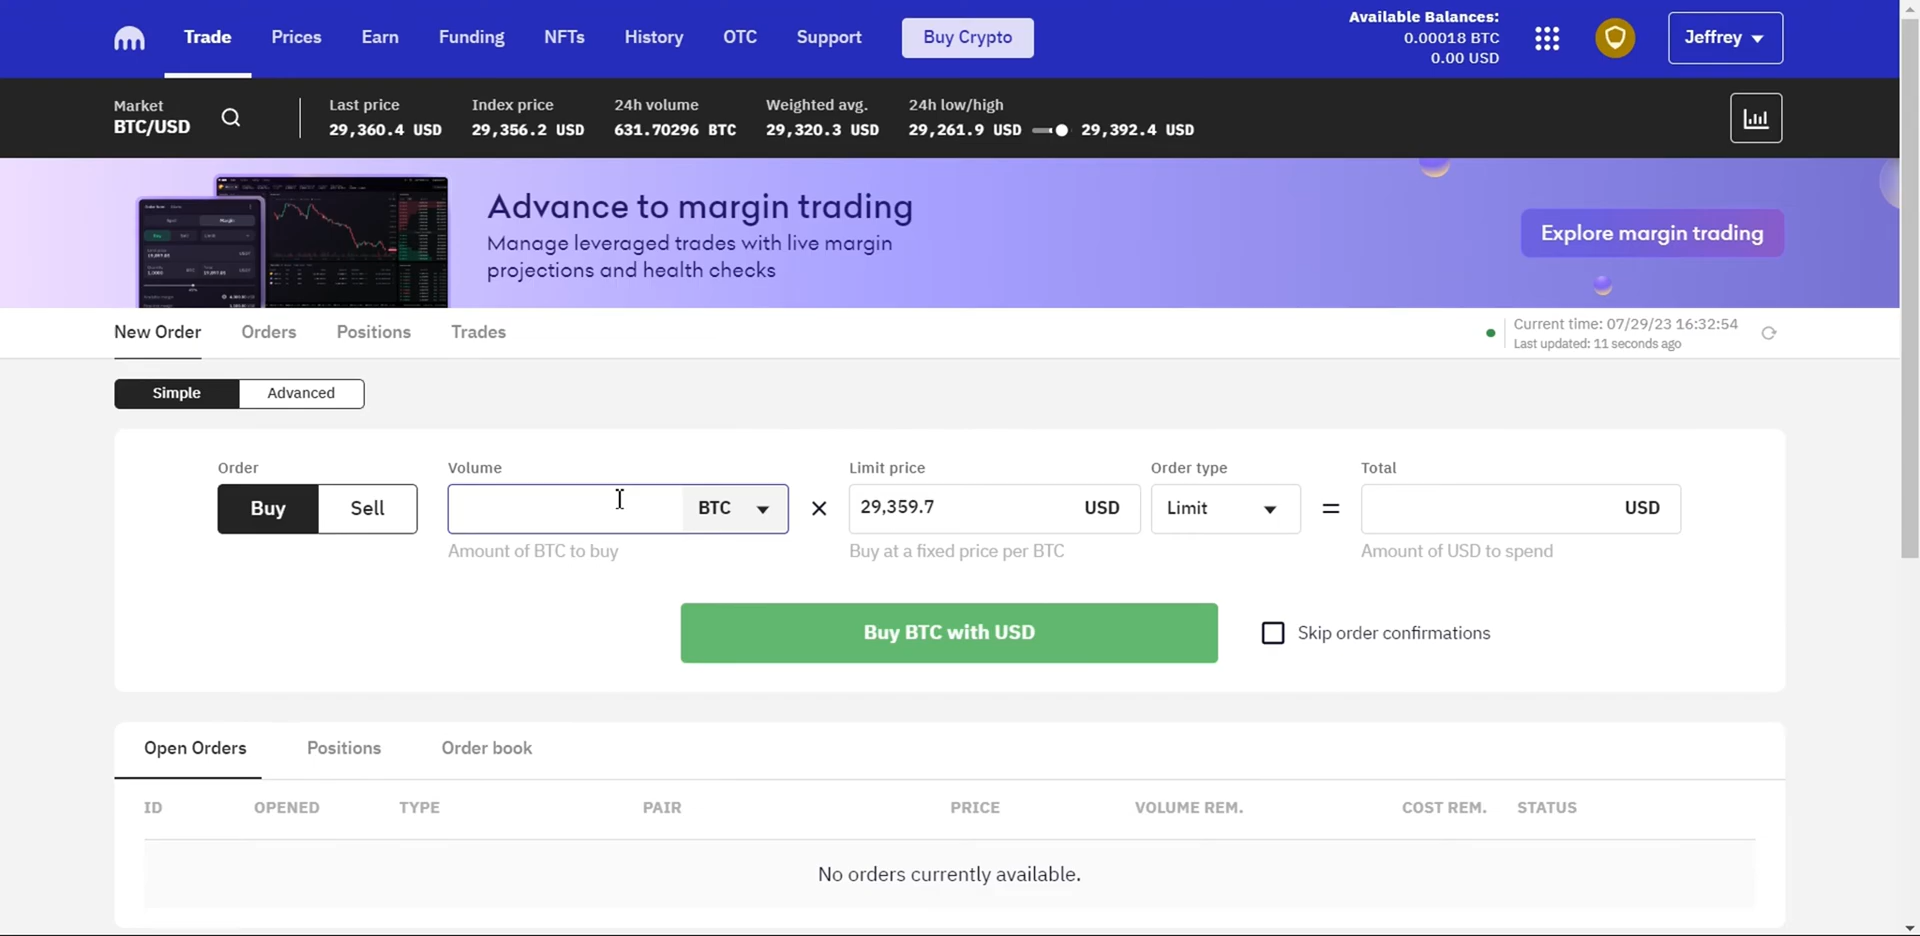 Trade Prices Earn Funding NFTs History OTC Support Buy Crypto
Available Balances:
0.00018 BTC
0.00 USD
Jeffrey
Market
BTC/USD
Last price
29,360.4 USD
Index price
29,356.2 USD
24h volume
631.70296 BTC
Weighted avg.
29,320.3 USD
24h low/high
29,261.9 USD 29,392.4 USD
Advance to margin trading
Manage leveraged trades with live margin
projections and health checks
Explore margin trading
New Order Orders Positions Trades
Current time: 07/29/23 16:32:54
Last updated: 11 seconds ago
Simple Advanced
Order Volume Limit price Order type Total
Buy Sell BTC × 29,359.7 USD Limit = USD
Amount of BTC to buy Buy at a fixed price per BTC Amount of USD to spend
Buy BTC with USD Skip order confirmations
Open Orders Positions Order book
ID OPENED TYPE PAIR PRICE VOLUME REM. COST REM. STATUS
No orders currently available.